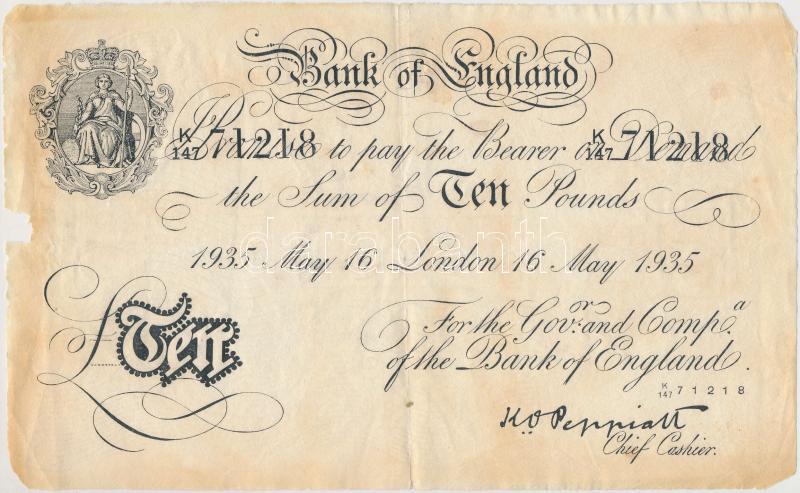 Bank of England
K/147 71218 K/147 71218
I Promise to pay the Bearer on Demand
the Sum of Ten Pounds
1935 May 16 London 16 May 1935
darabanth
For the Govr. and Compa.
of the Bank of England.
£Ten
K/147 71218
K.O. Peppiatt
Chief Cashier.